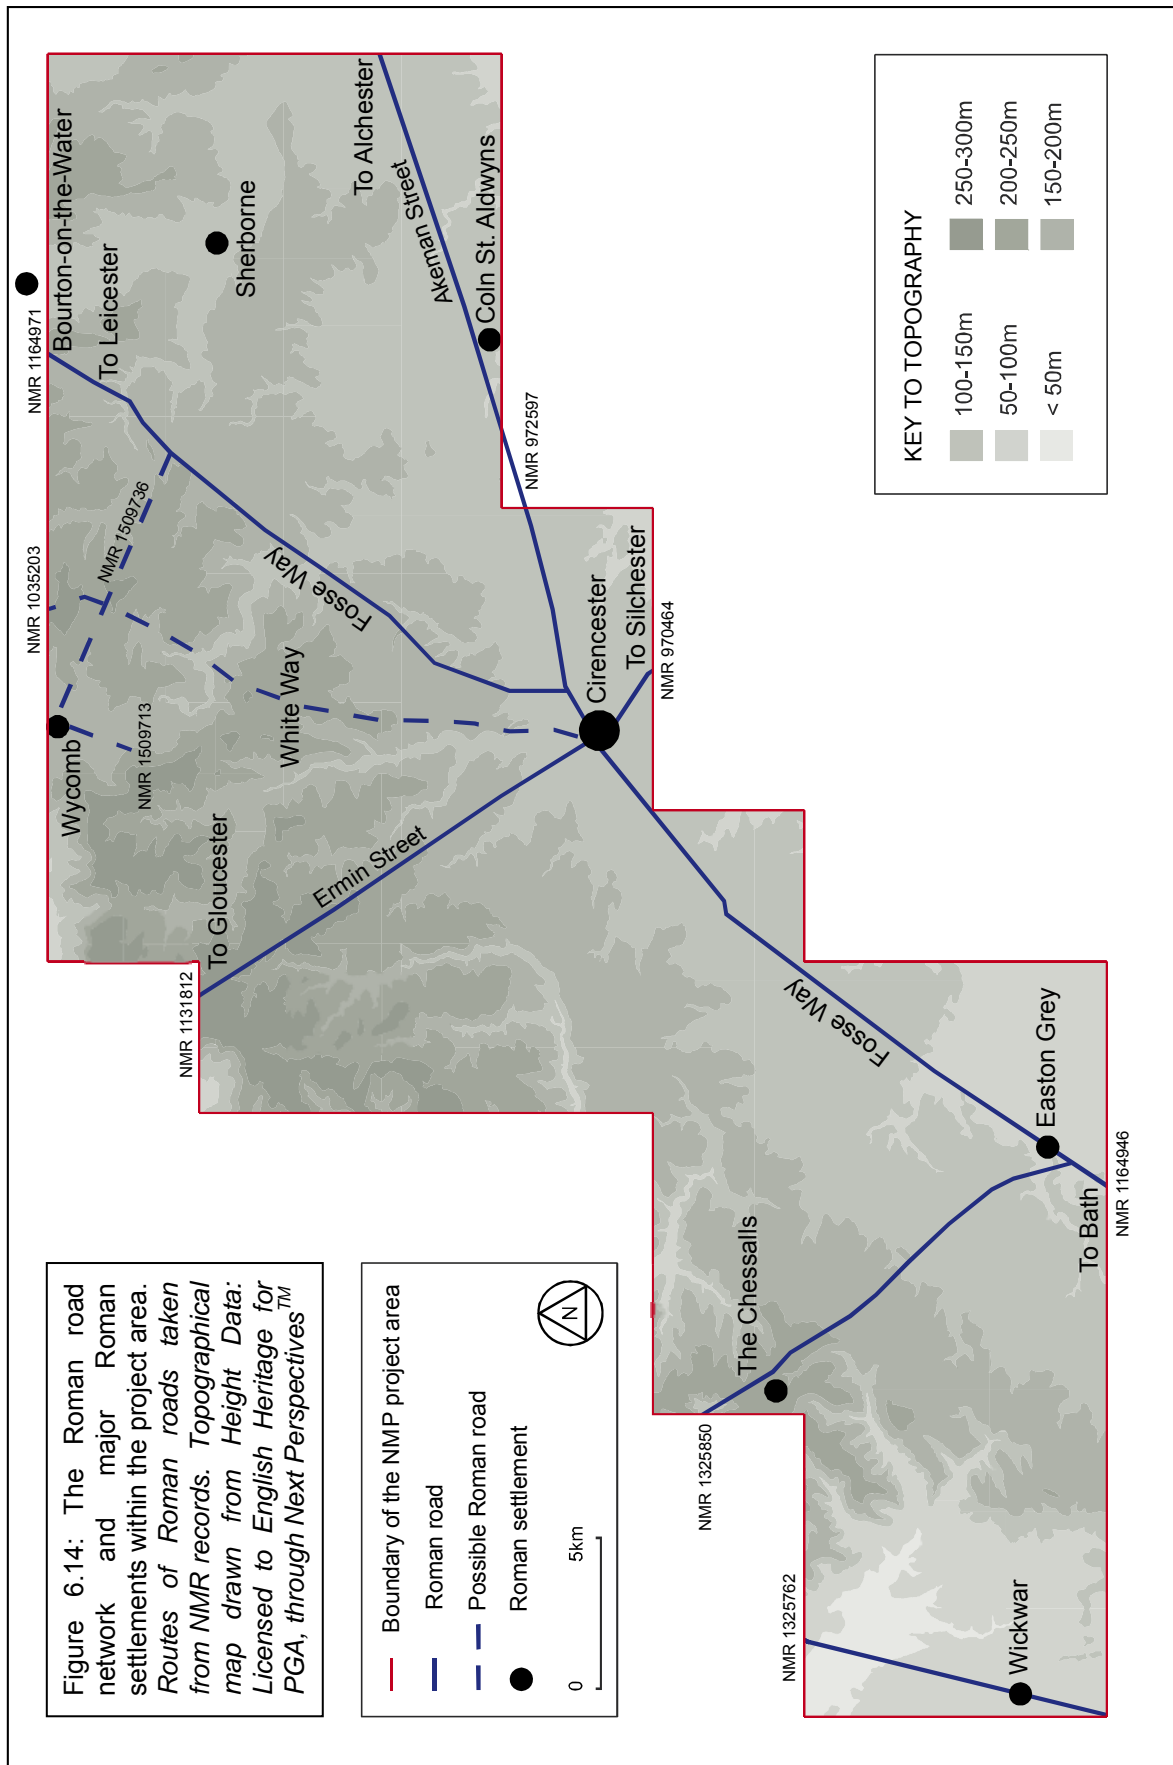 Figure 6.14: The Roman road
network and major Roman
settlements within the project area.
Routes of Roman roads taken
from NMR records. Topographical
map drawn from Height Data:
Licensed to English Heritage for
PGA, through Next Perspectives™
Boundary of the NMP project area
Roman road
Possible Roman road
Roman settlement
0 5km
N
NMR 1035203
NMR 1164971
Wycomb
Bourton-on-the-Water
To Leicester
NMR 1509736
NMR 1509713
NMR 1131812
To Gloucester
Sherborne
White Way
Fosse Way
Ermin Street
To Alchester
Akeman Street
Coln St. Aldwyns
NMR 972597
Cirencester
To Silchester
NMR 970464
NMR 1325850
The Chessalls
Fosse Way
NMR 1325762
Wickwar
Easton Grey
To Bath
NMR 1164946
KEY TO TOPOGRAPHY
100-150m 250-300m
50-100m 200-250m
< 50m 150-200m